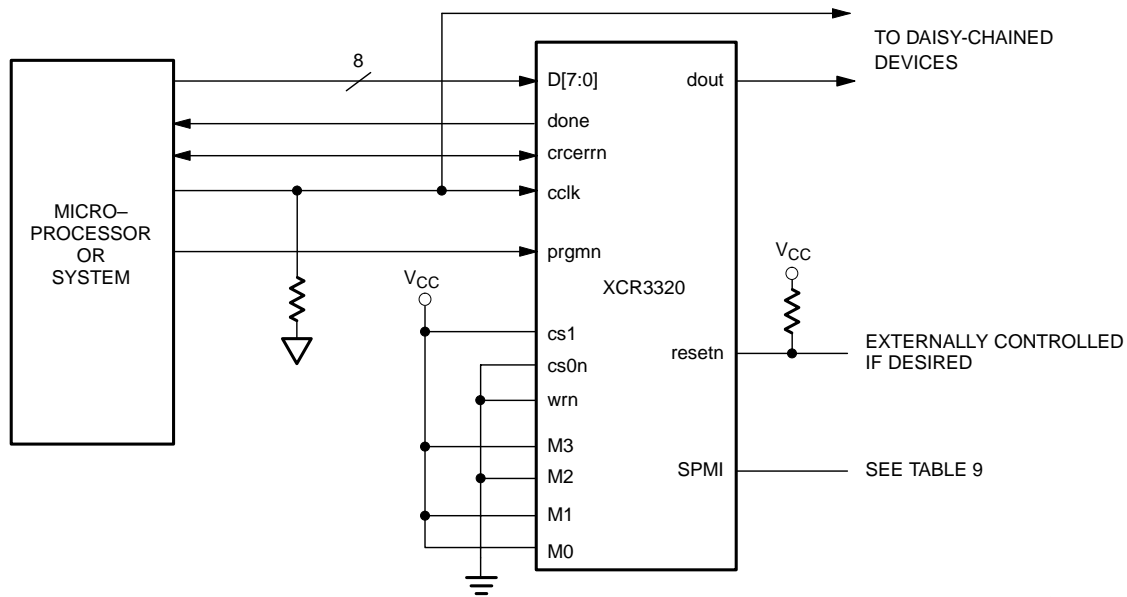 TO DAISY-CHAINED
DEVICES
8
D[7:0]
dout
done
crcerrn
cclk
MICRO–
PROCESSOR
OR
SYSTEM
prgmn
VCC
VCC
XCR3320
cs1
resetn
EXTERNALLY CONTROLLED
IF DESIRED
cs0n
wrn
M3
M2
SPMI
SEE TABLE 9
M1
M0